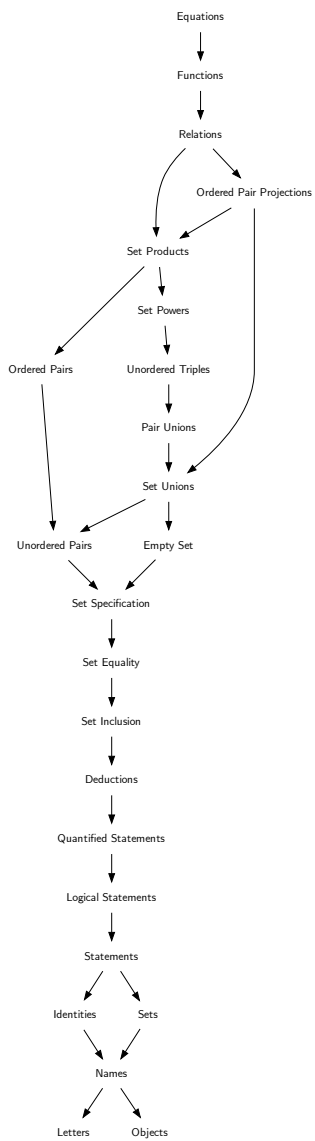 Equations
Functions
Relations
Ordered Pair Projections
Set Products
Set Powers
Ordered Pairs
Unordered Triples
Pair Unions
Set Unions
Unordered Pairs
Empty Set
Set Specification
Set Equality
Set Inclusion
Deductions
Quantified Statements
Logical Statements
Statements
Identities
Sets
Names
Letters
Objects